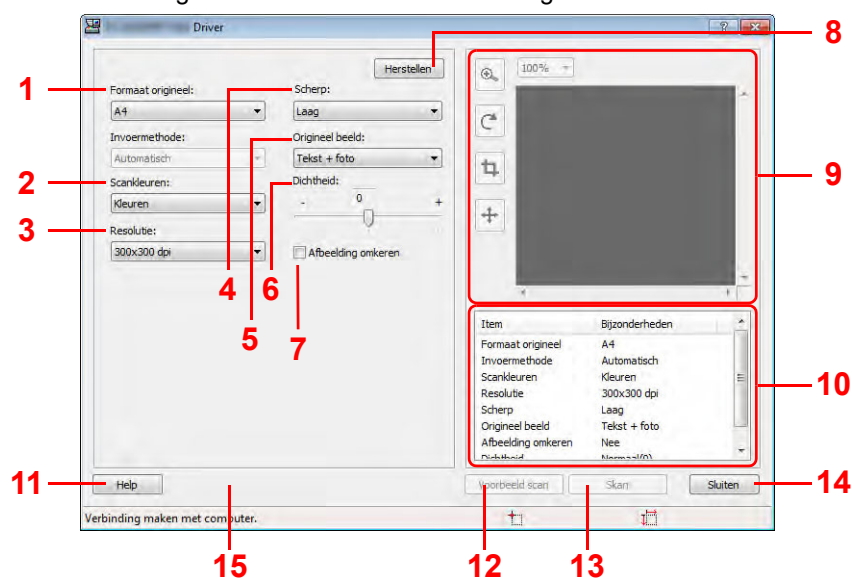 Driver
8
Herstellen
1
Formaat origineel:
A4
4
Scherp:
Laag
100%
Invoermethode:
Automatisch
5
Origineel beeld:
Tekst + foto
9
2
Scankleuren:
Kleuren
6
Dichtheid:
- 0 +
3
Resolutie:
300x300 dpi
7
Afbeelding omkeren
Item Bijzonderheden
Formaat origineel A4
Invoermethode Automatisch
Scankleuren Kleuren
Resolutie 300x300 dpi
Scherp Laag
Origineel beeld Tekst + foto
Afbeelding omkeren Nee
Dichtheid Normaal(0)
10
11
Help
Voorbeeld scan
Skan
Sluiten
14
Verbinding maken met computer.
15
12
13